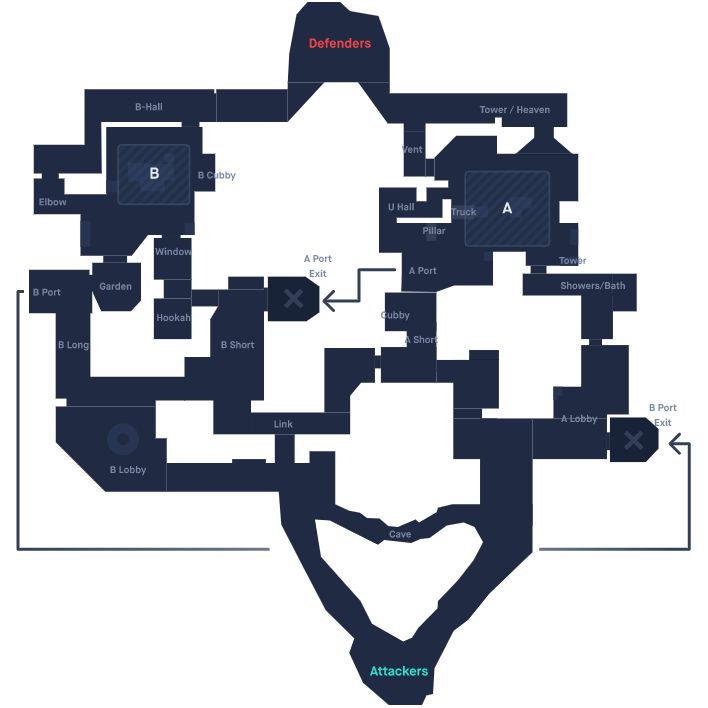 Defenders
B-Hall
Tower / Heaven
Vent
B
B Cubby
Elbow
U Hall
Truck
A
Pillar
Window
A Port
Exit
A Port
Tower
Garden
B Port
Showers/Bath
Hookah
Cubby
B Long
B Short
A Short
Link
A Lobby
B Port
Exit
B Lobby
Cave
Attackers